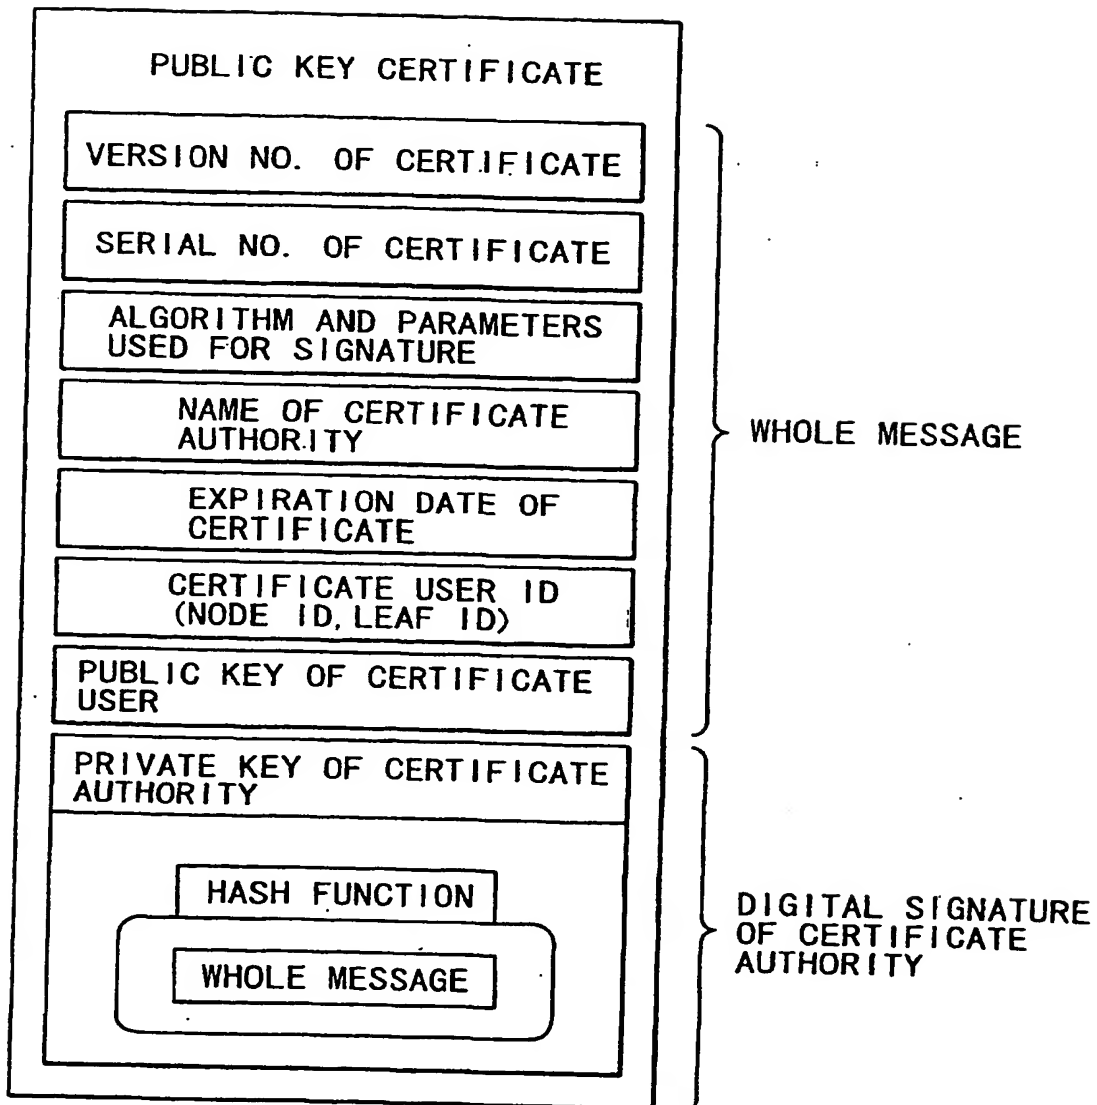 PUBLIC KEY CERTIFICATE
VERSION NO. OF CERTIFICATE
SERIAL NO. OF CERTIFICATE
ALGORITHM AND PARAMETERS
USED FOR SIGNATURE
NAME OF CERTIFICATE
AUTHORITY
EXPIRATION DATE OF
CERTIFICATE
CERTIFICATE USER ID
(NODE ID, LEAF ID)
PUBLIC KEY OF CERTIFICATE
USER
WHOLE MESSAGE
PRIVATE KEY OF CERTIFICATE
AUTHORITY
HASH FUNCTION
WHOLE MESSAGE
DIGITAL SIGNATURE
OF CERTIFICATE
AUTHORITY